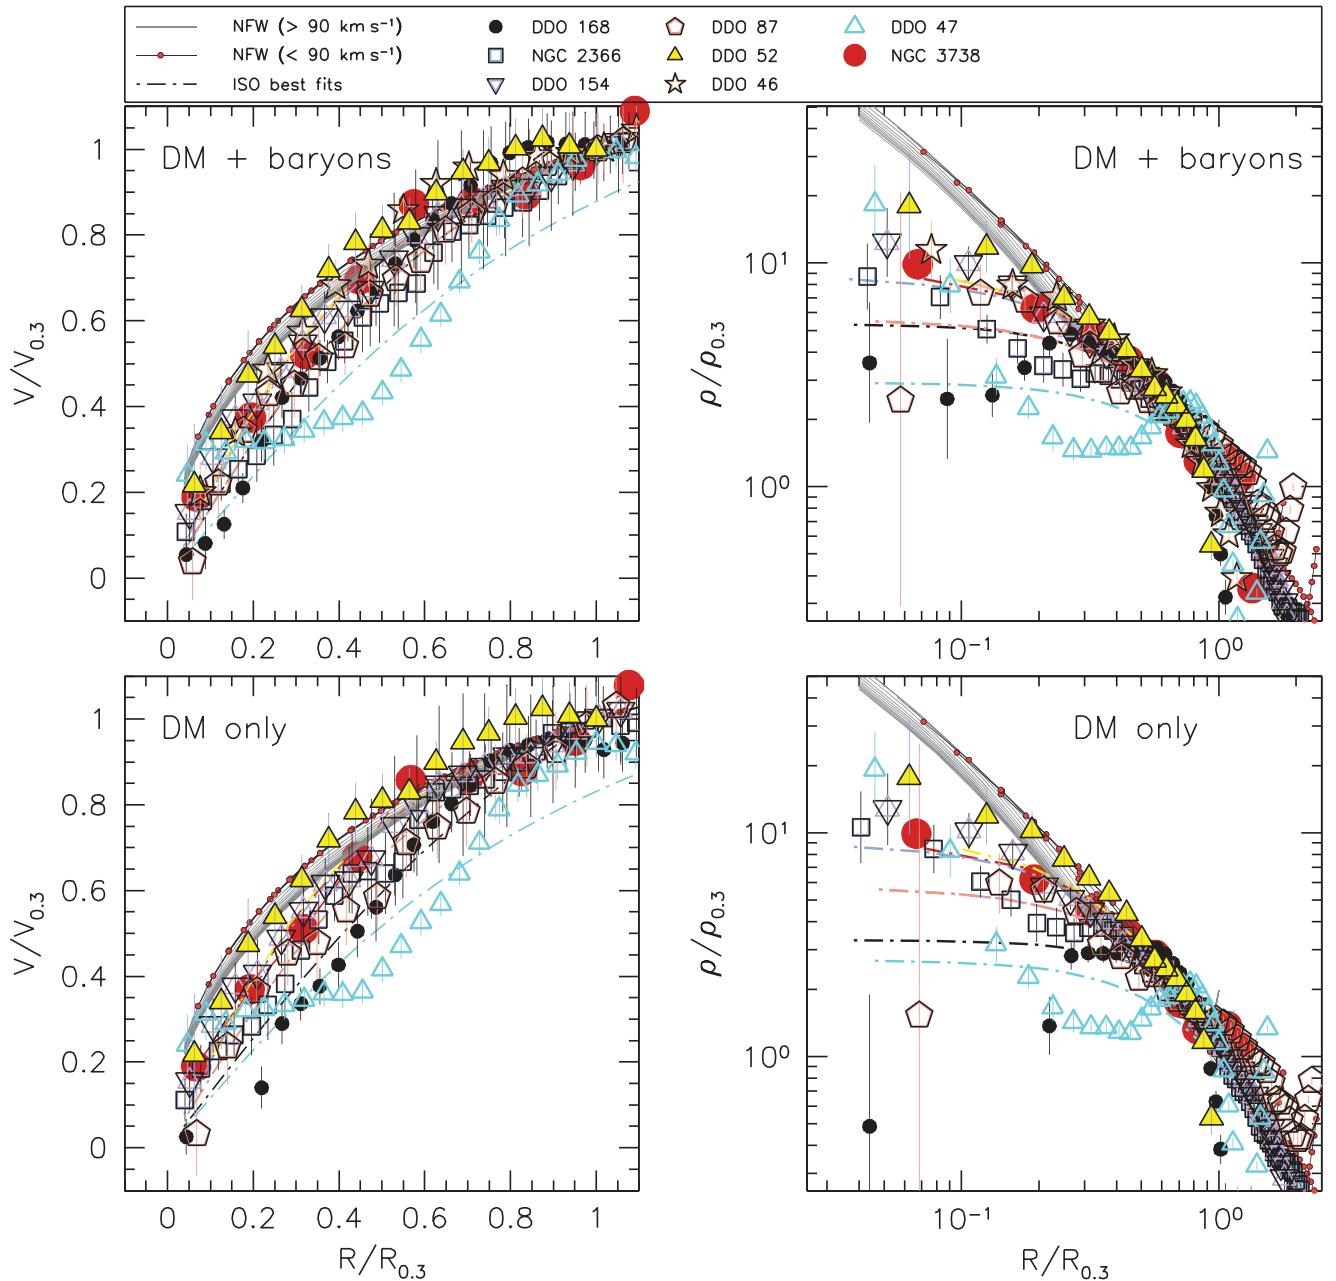 NFW (> 90 km s⁻¹) DDO 168 DDO 87 DDO 47
NFW (< 90 km s⁻¹) NGC 2366 DDO 52 NGC 3738
ISO best fits DDO 154 DDO 46
DM + baryons
V/V₀.₃
1
0.8
0.6
0.4
0.2
0
0 0.2 0.4 0.6 0.8 1
DM + baryons
ρ/ρ₀.₃
10¹
10⁰
10⁻¹ 10⁰
DM only
V/V₀.₃
1
0.8
0.6
0.4
0.2
0
0 0.2 0.4 0.6 0.8 1
R/R₀.₃
DM only
ρ/ρ₀.₃
10¹
10⁰
10⁻¹ 10⁰
R/R₀.₃